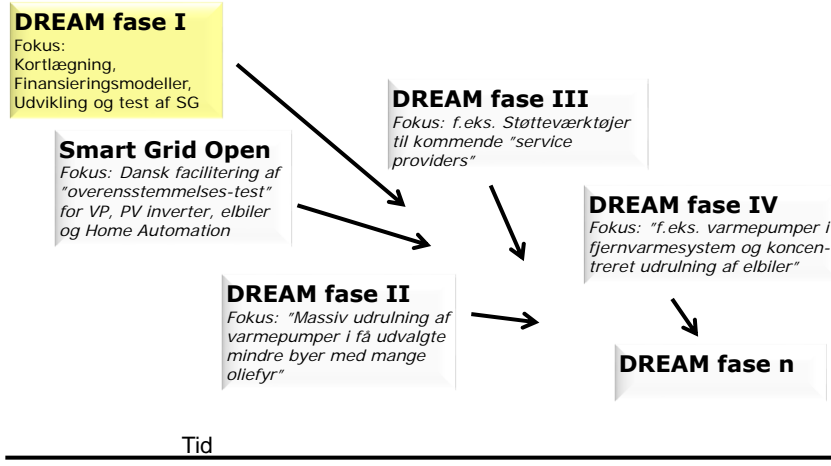 DREAM fase I
Fokus:
Kortlægning,
Finansieringsmodeller,
Udvikling og test af SG
Smart Grid Open
Fokus: Dansk facilitering af
”overensstemmelses-test”
for VP, PV inverter, elbiler
og Home Automation
DREAM fase II
Fokus: ”Massiv udrulning af
varmepumper i få udvalgte
mindre byer med mange
oliefyr”
DREAM fase III
Fokus: f.eks. Støtteværktøjer
til kommende ”service
providers”
DREAM fase IV
Fokus: ”f.eks. varmepumper i
fjernvarmesystem og koncen-
treret udrulning af elbiler”
DREAM fase n
Tid